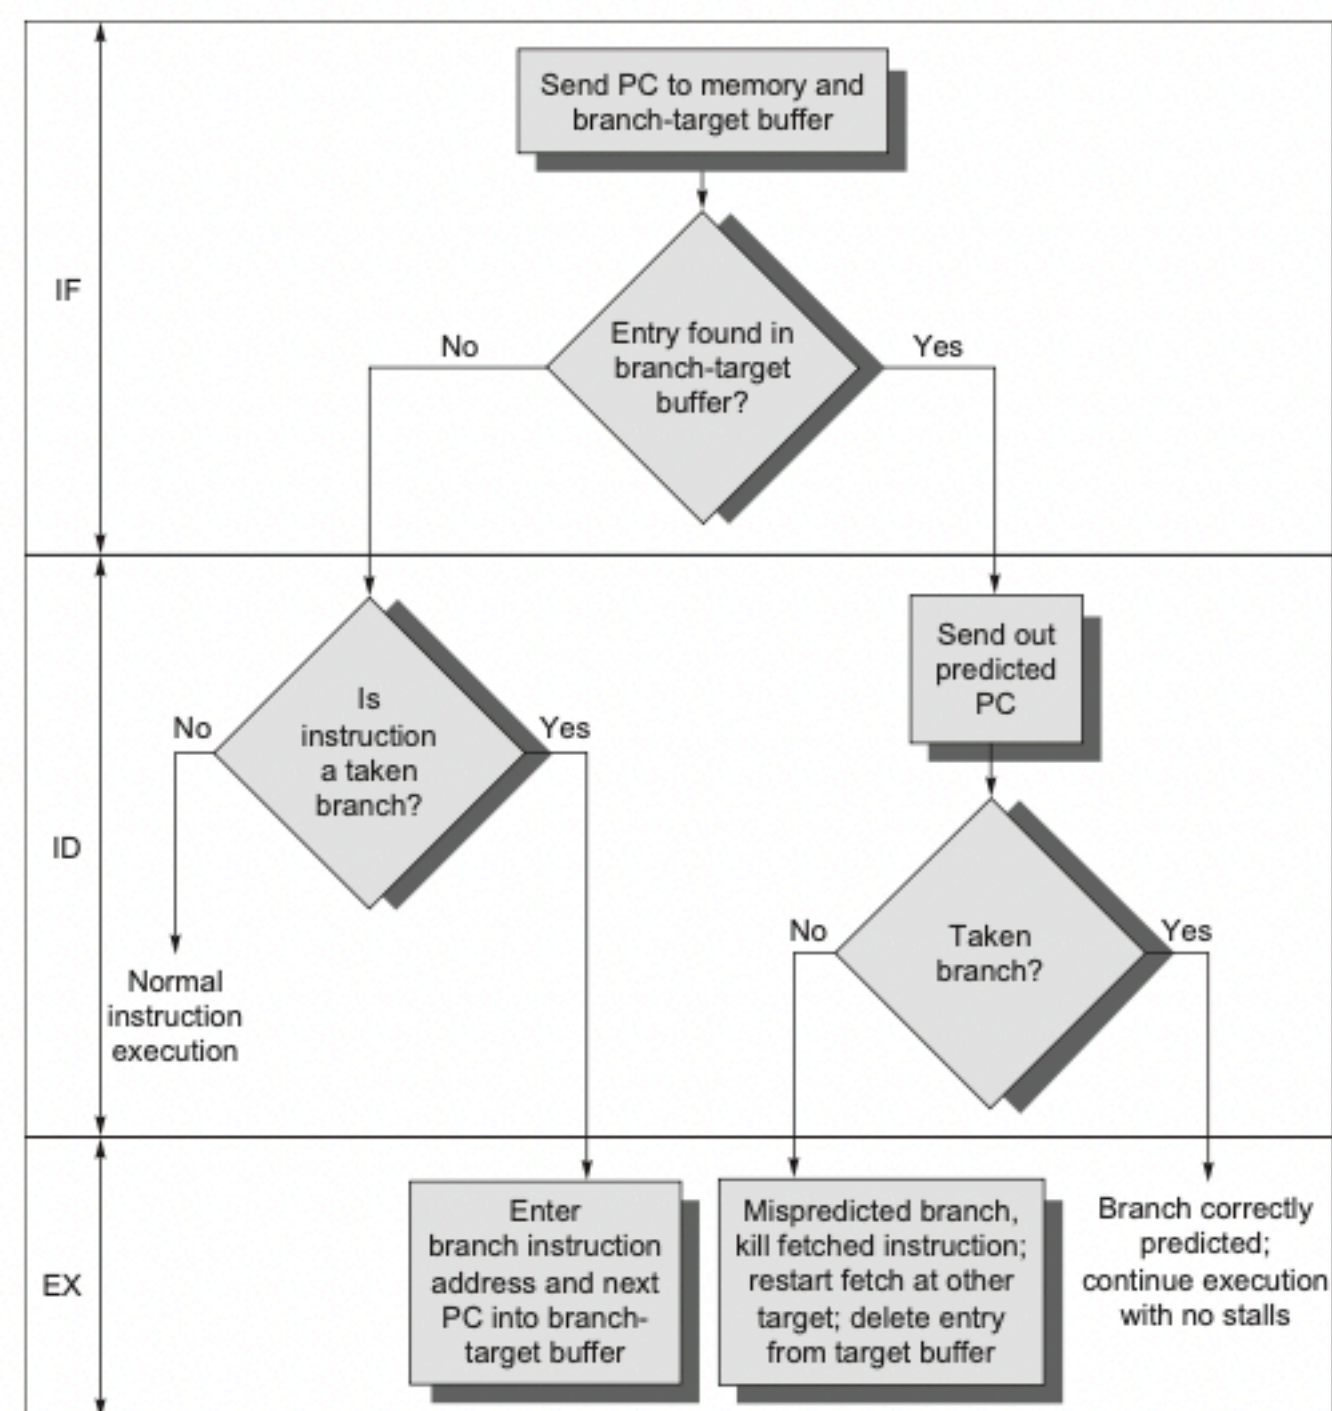 Send PC to memory and
branch-target buffer
IF
Entry found in
branch-target
buffer?
No
Yes
Send out
predicted
PC
Is
instruction
a taken
branch?
No
Yes
ID
Taken
branch?
No
Yes
Normal
instruction
execution
EX
Enter
branch instruction
address and next
PC into branch-
target buffer
Mispredicted branch,
kill fetched instruction;
restart fetch at other
target; delete entry
from target buffer
Branch correctly
predicted;
continue execution
with no stalls